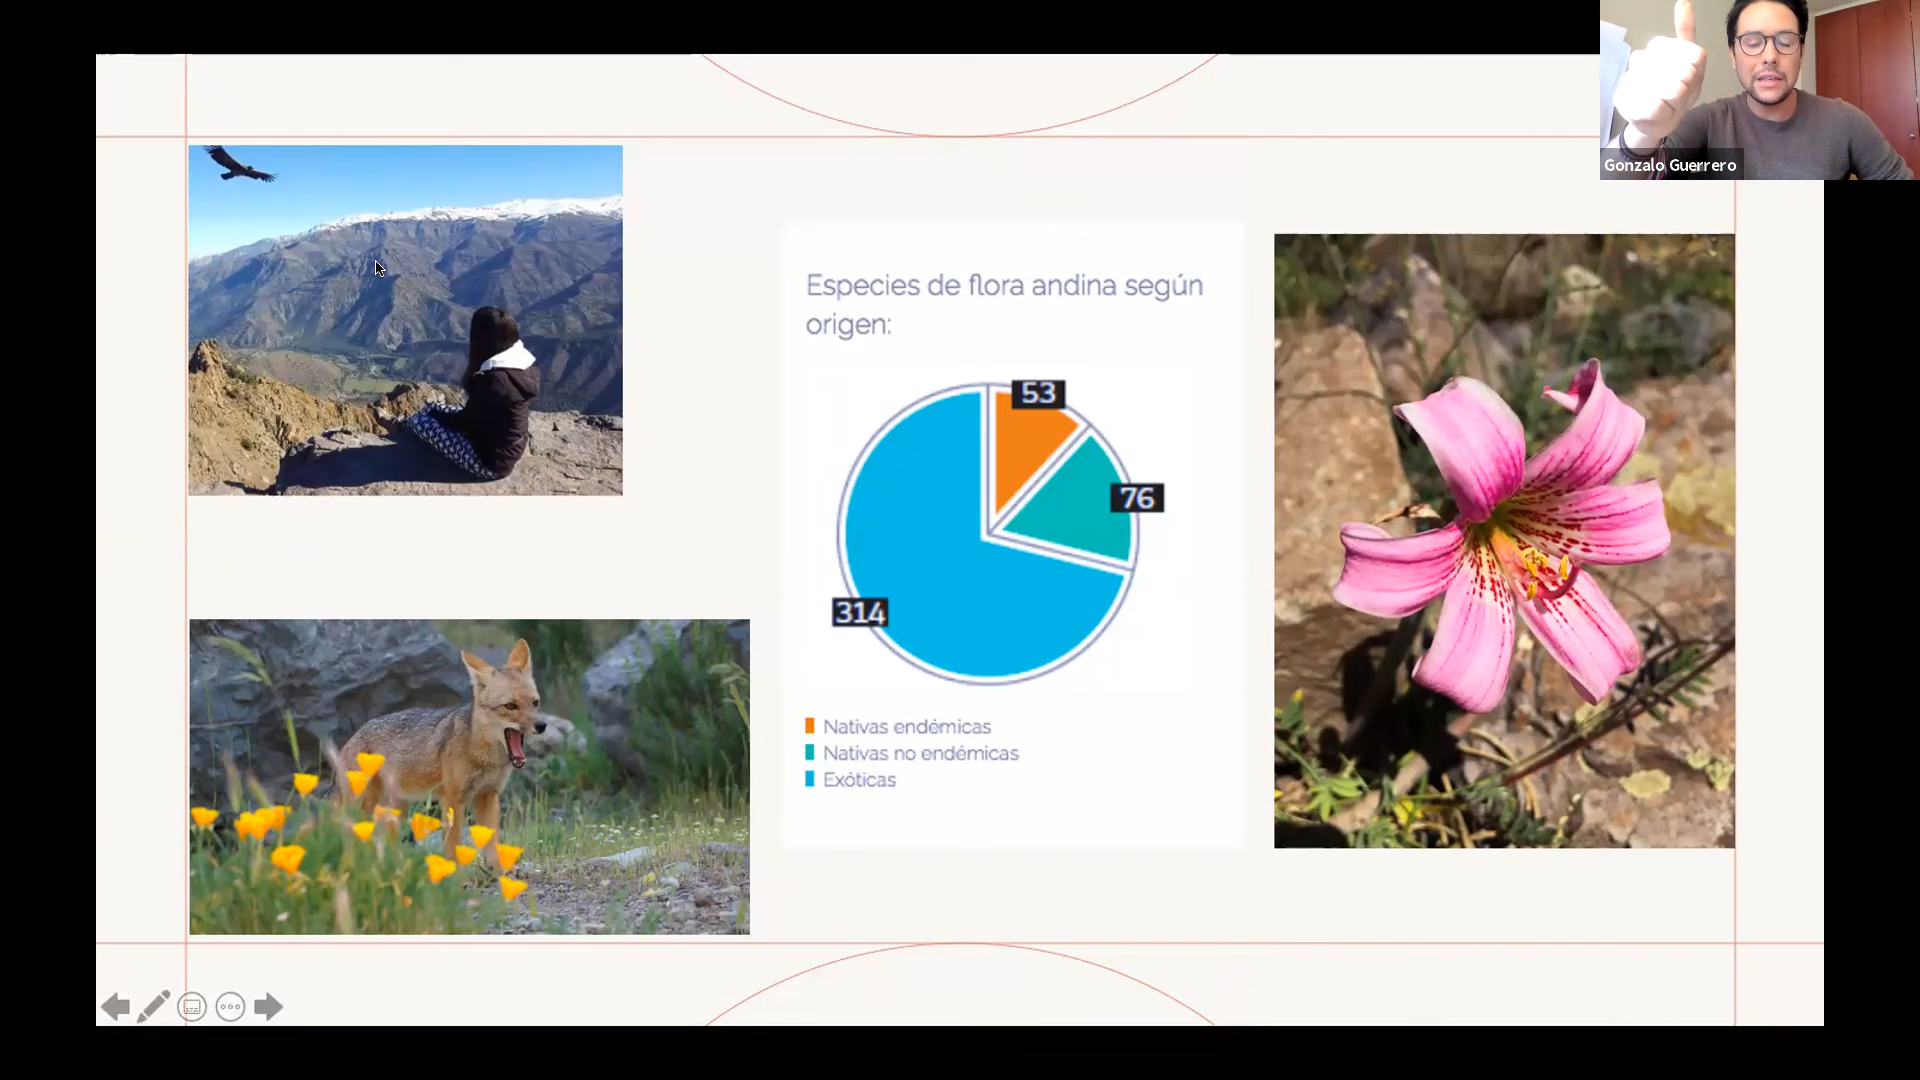 Gonzalo Guerrero
Especies de flora andina según
origen:
53
76
314
Nativas endémicas
Nativas no endémicas
Exóticas